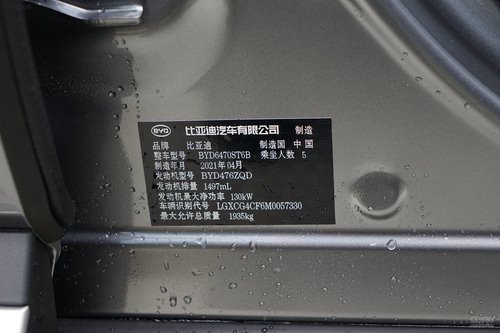 BYD 比亚迪汽车有限公司 制造
品牌 比亚迪 制造国 中国
整车型号 BYD6470ST6B 乘坐人数 5
制造年月 2021年04月
发动机型号 BYD476ZQD
发动机排量 1497mL
发动机最大净功率 130kW
车辆识别代号 LGXCG4CF6M0057330
最大允许总质量 1935kg